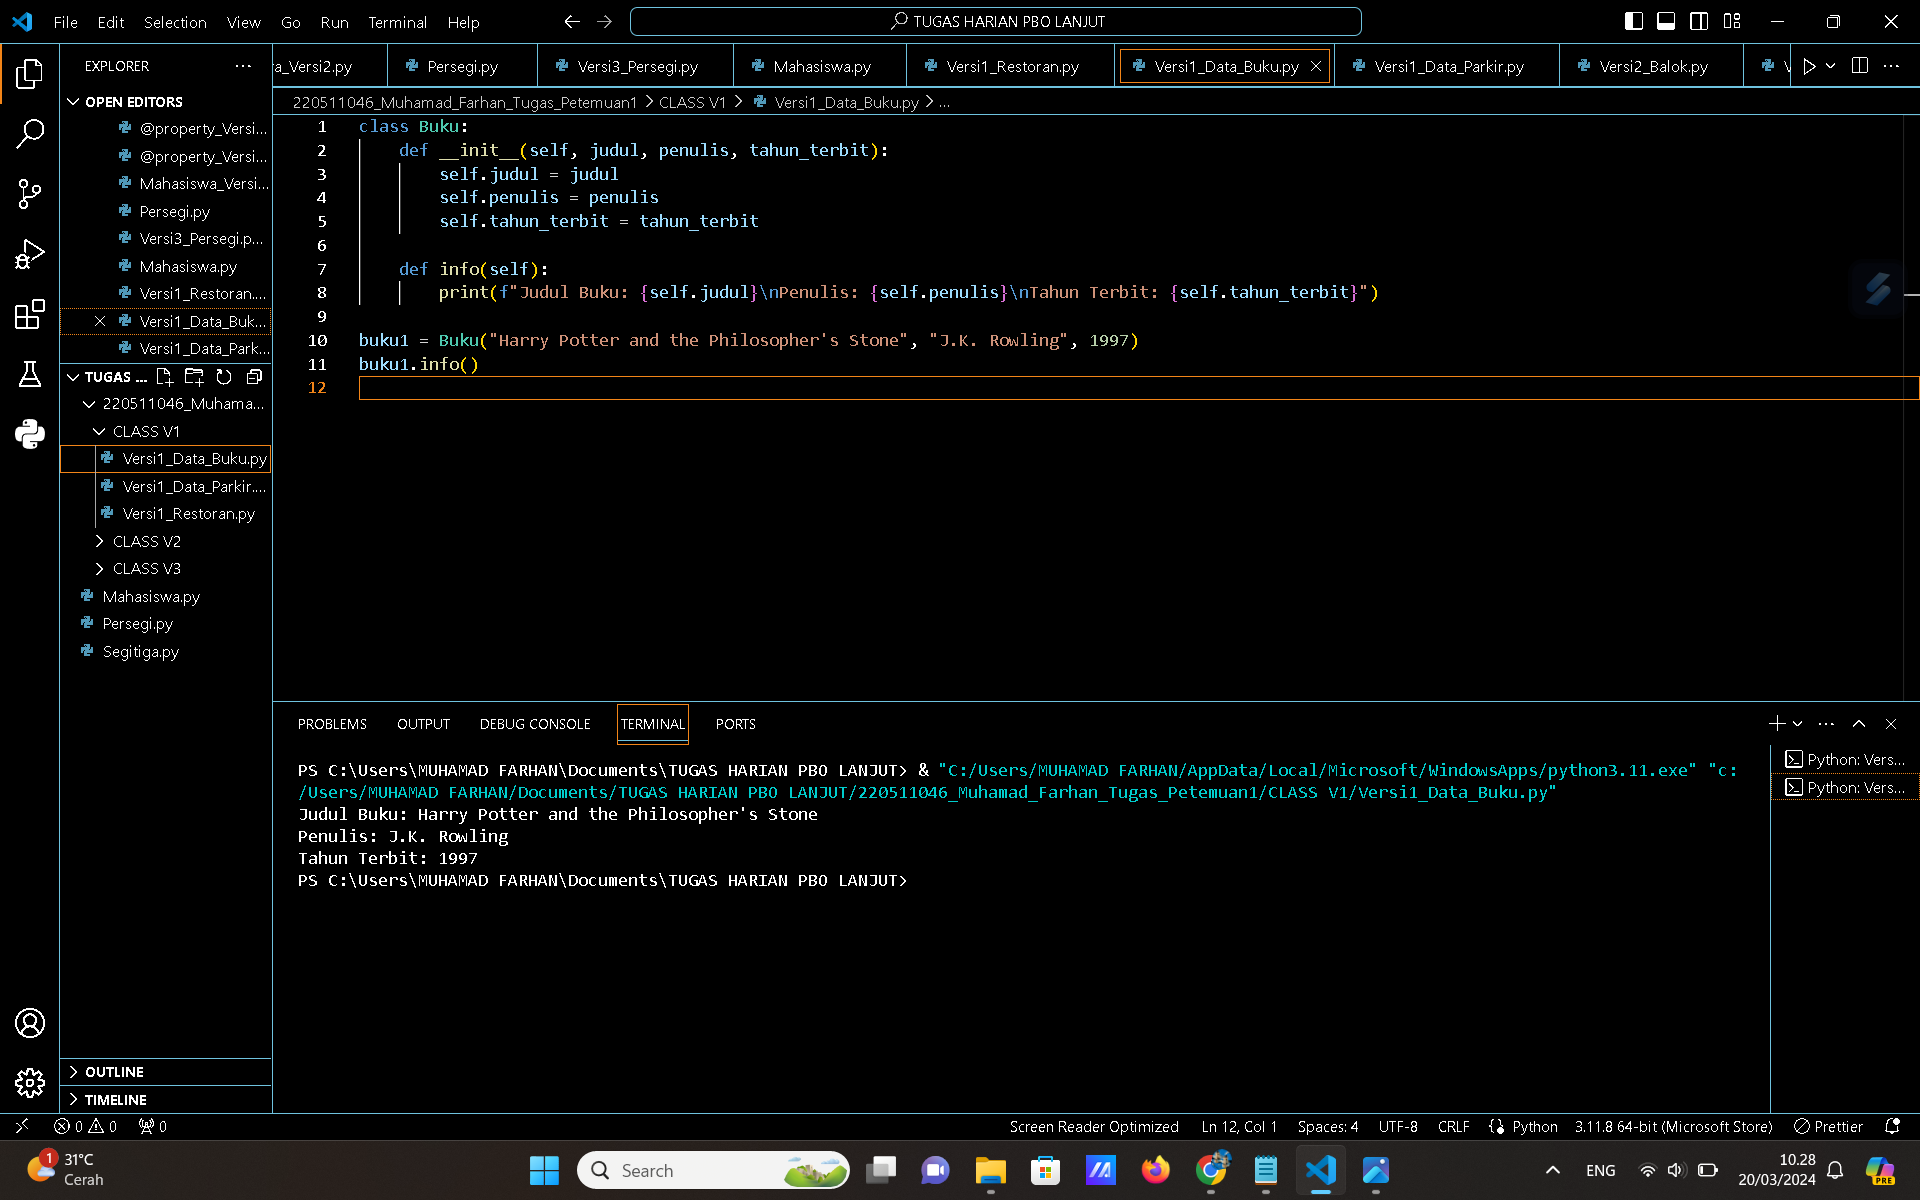 File Edit Selection View Go Run Terminal Help
TUGAS HARIAN PBO LANJUT
EXPLORER
a_Versi2.py
Persegi.py
Versi3_Persegi.py
Mahasiswa.py
Versi1_Restoran.py
Versi1_Data_Buku.py
Versi1_Data_Parkir.py
Versi2_Balok.py
OPEN EDITORS
@property_Versi...
@property_Versi...
Mahasiswa_Versi...
Persegi.py
Versi3_Persegi.p...
Mahasiswa.py
Versi1_Restoran....
Versi1_Data_Buk...
Versi1_Data_Park...
TUGAS ...
220511046_Muhama...
CLASS V1
Versi1_Data_Buku.py
Versi1_Data_Parkir....
Versi1_Restoran.py
CLASS V2
CLASS V3
Mahasiswa.py
Persegi.py
Segitiga.py
OUTLINE
TIMELINE
220511046_Muhamad_Farhan_Tugas_Petemuan1 > CLASS V1 > Versi1_Data_Buku.py > ...
1 class Buku:
2     def __init__(self, judul, penulis, tahun_terbit):
3         self.judul = judul
4         self.penulis = penulis
5         self.tahun_terbit = tahun_terbit
6
7     def info(self):
8         print(f"Judul Buku: {self.judul}\nPenulis: {self.penulis}\nTahun Terbit: {self.tahun_terbit}")
9
10 buku1 = Buku("Harry Potter and the Philosopher's Stone", "J.K. Rowling", 1997)
11 buku1.info()
12
PROBLEMS OUTPUT DEBUG CONSOLE TERMINAL PORTS
PS C:\Users\MUHAMAD FARHAN\Documents\TUGAS HARIAN PBO LANJUT> & "C:/Users/MUHAMAD FARHAN/AppData/Local/Microsoft/WindowsApps/python3.11.exe" "c:
/Users/MUHAMAD FARHAN/Documents/TUGAS HARIAN PBO LANJUT/220511046_Muhamad_Farhan_Tugas_Petemuan1/CLASS V1/Versi1_Data_Buku.py"
Judul Buku: Harry Potter and the Philosopher's Stone
Penulis: J.K. Rowling
Tahun Terbit: 1997
PS C:\Users\MUHAMAD FARHAN\Documents\TUGAS HARIAN PBO LANJUT>
Python: Vers...
Python: Vers...
0 0 0
Screen Reader Optimized Ln 12, Col 1 Spaces: 4 UTF-8 CRLF Python 3.11.8 64-bit (Microsoft Store) Prettier
1
31°C
Cerah
Search
PRE
ENG
10.28
20/03/2024